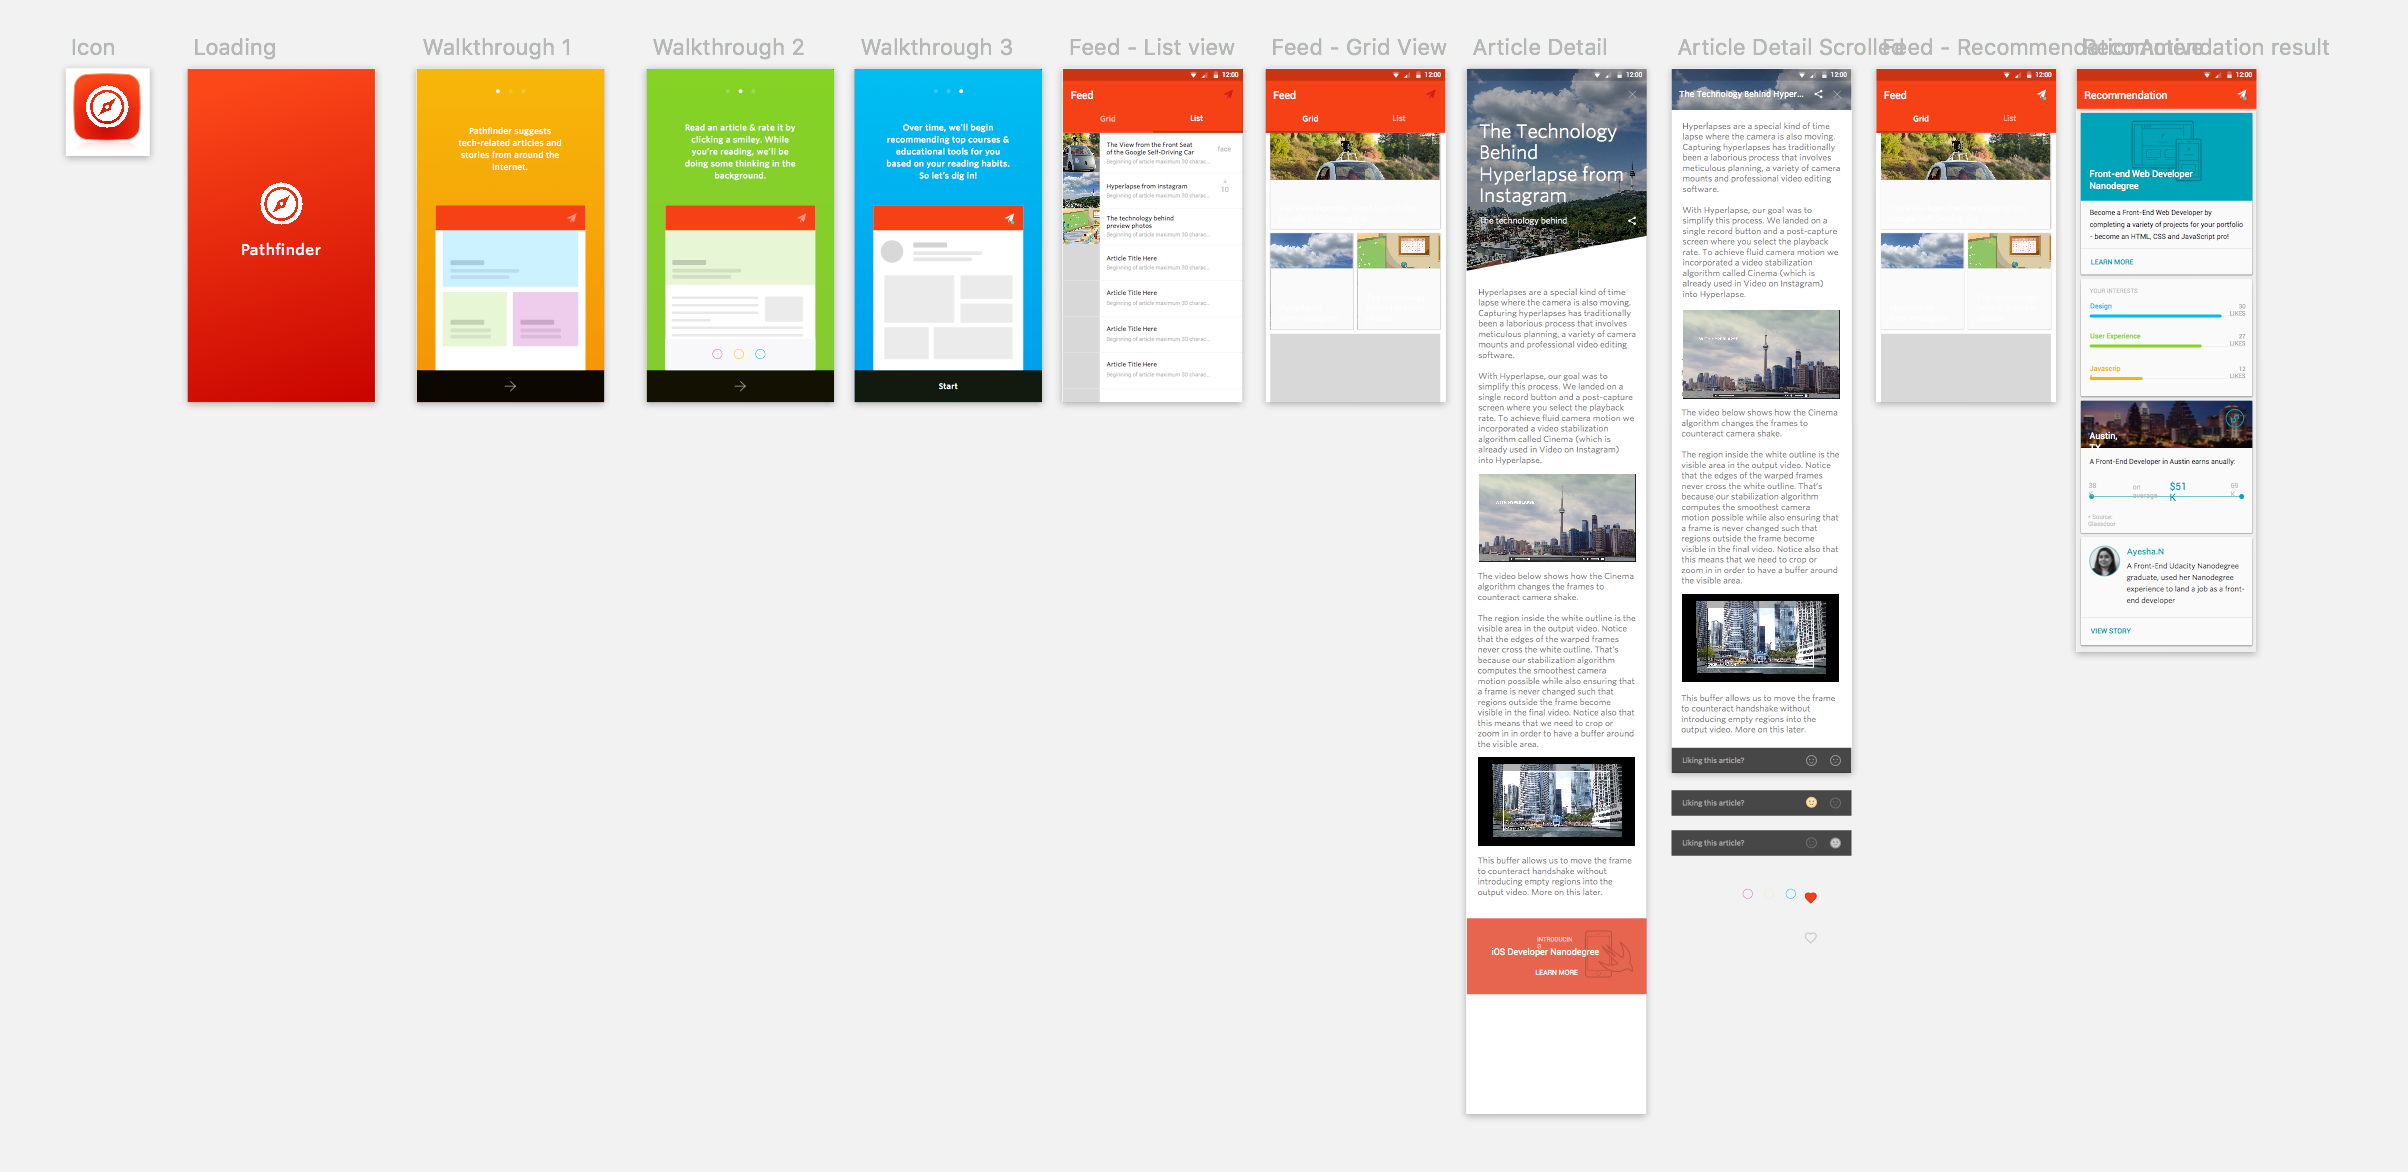 Icon
Loading
Pathfinder
Walkthrough 1
Pathfinder suggests
tech-related articles and
stories from around the
Internet.
Walkthrough 2
Read an article & rate it by
clicking a smiley. While
you're reading, we'll be
doing some thinking in the
background.
Walkthrough 3
Over time, we'll begin
recommending top courses &
educational tools for you
based on your reading habits.
So let's dig in!
Start
Feed - List view
12:00
Feed
Grid
List
The View from the Front Seat
of the Google Self-Driving Car
Beginning of article maximum 30 charac...
face
Hyperlapse from Instagram
Beginning of article maximum 30 charac...
10
The technology behind
preview photos
Beginning of article maximum 30 charac...
Article Title Here
Beginning of article maximum 30 charac...
Article Title Here
Beginning of article maximum 30 charac...
Article Title Here
Beginning of article maximum 30 charac...
Article Title Here
Beginning of article maximum 30 charac...
Feed - Grid View
12:00
Feed
Grid
List
Article Detail
12:00
The Technology
Behind
Hyperlapse from
Instagram
The technology behind
Hyperlapses are a special kind of time
lapse where the camera is also moving.
Capturing hyperlapses has traditionally
been a laborious process that involves
meticulous planning, a variety of camera
mounts and professional video editing
software.
With Hyperlapse, our goal was to
simplify this process. We landed on a
single record button and a post-capture
screen where you select the playback
rate. To achieve fluid camera motion we
incorporated a video stabilization
algorithm called Cinema (which is
already used in Video on Instagram)
into Hyperlapse.
The video below shows how the Cinema
algorithm changes the frames to
counteract camera shake.
The region inside the white outline is the
visible area in the output video. Notice
that the edges of the warped frames
never cross the white outline. That's
because our stabilization algorithm
computes the smoothest camera
motion possible while also ensuring that
a frame is never changed such that
regions outside the frame become
visible in the final video. Notice also that
this means that we need to crop or
zoom in in order to have a buffer around
the visible area.
This buffer allows us to move the frame
to counteract handshake without
introducing empty regions into the
output video. More on this later.
INTRODUCIN
G
iOS Developer Nanodegree
LEARN MORE
Article Detail Scrolled
12:00
The Technology Behind Hyper...
Hyperlapses are a special kind of time
lapse where the camera is also moving.
Capturing hyperlapses has traditionally
been a laborious process that involves
meticulous planning, a variety of camera
mounts and professional video editing
software.
With Hyperlapse, our goal was to
simplify this process. We landed on a
single record button and a post-capture
screen where you select the playback
rate. To achieve fluid camera motion we
incorporated a video stabilization
algorithm called Cinema (which is
already used in Video on Instagram)
into Hyperlapse.
The video below shows how the Cinema
algorithm changes the frames to
counteract camera shake.
The region inside the white outline is the
visible area in the output video. Notice
that the edges of the warped frames
never cross the white outline. That's
because our stabilization algorithm
computes the smoothest camera
motion possible while also ensuring that
a frame is never changed such that
regions outside the frame become
visible in the final video. Notice also that
this means that we need to crop or
zoom in in order to have a buffer around
the visible area.
This buffer allows us to move the frame
to counteract handshake without
introducing empty regions into the
output video. More on this later.
Liking this article?
Liking this article?
Liking this article?
Feed - Recommendation Active
12:00
Feed
Grid
List
Recommendation result
12:00
Recommendation
Front-end Web Developer
Nanodegree
Become a Front-End Web Developer by
completing a variety of projects for your portfolio
- become an HTML, CSS and JavaScript pro!
LEARN MORE
YOUR INTERESTS
Design
30
LIKES
User Experience
27
LIKES
Javascrip
t
12
LIKES
Austin,
TX
A Front-End Developer in Austin earns anually:
38
K
on
average
$51
K
69
K
• Source:
Glassdoor
Ayesha.N
A Front-End Udacity Nanodegree
graduate, used her Nanodegree
experience to land a job as a front-
end developer
VIEW STORY